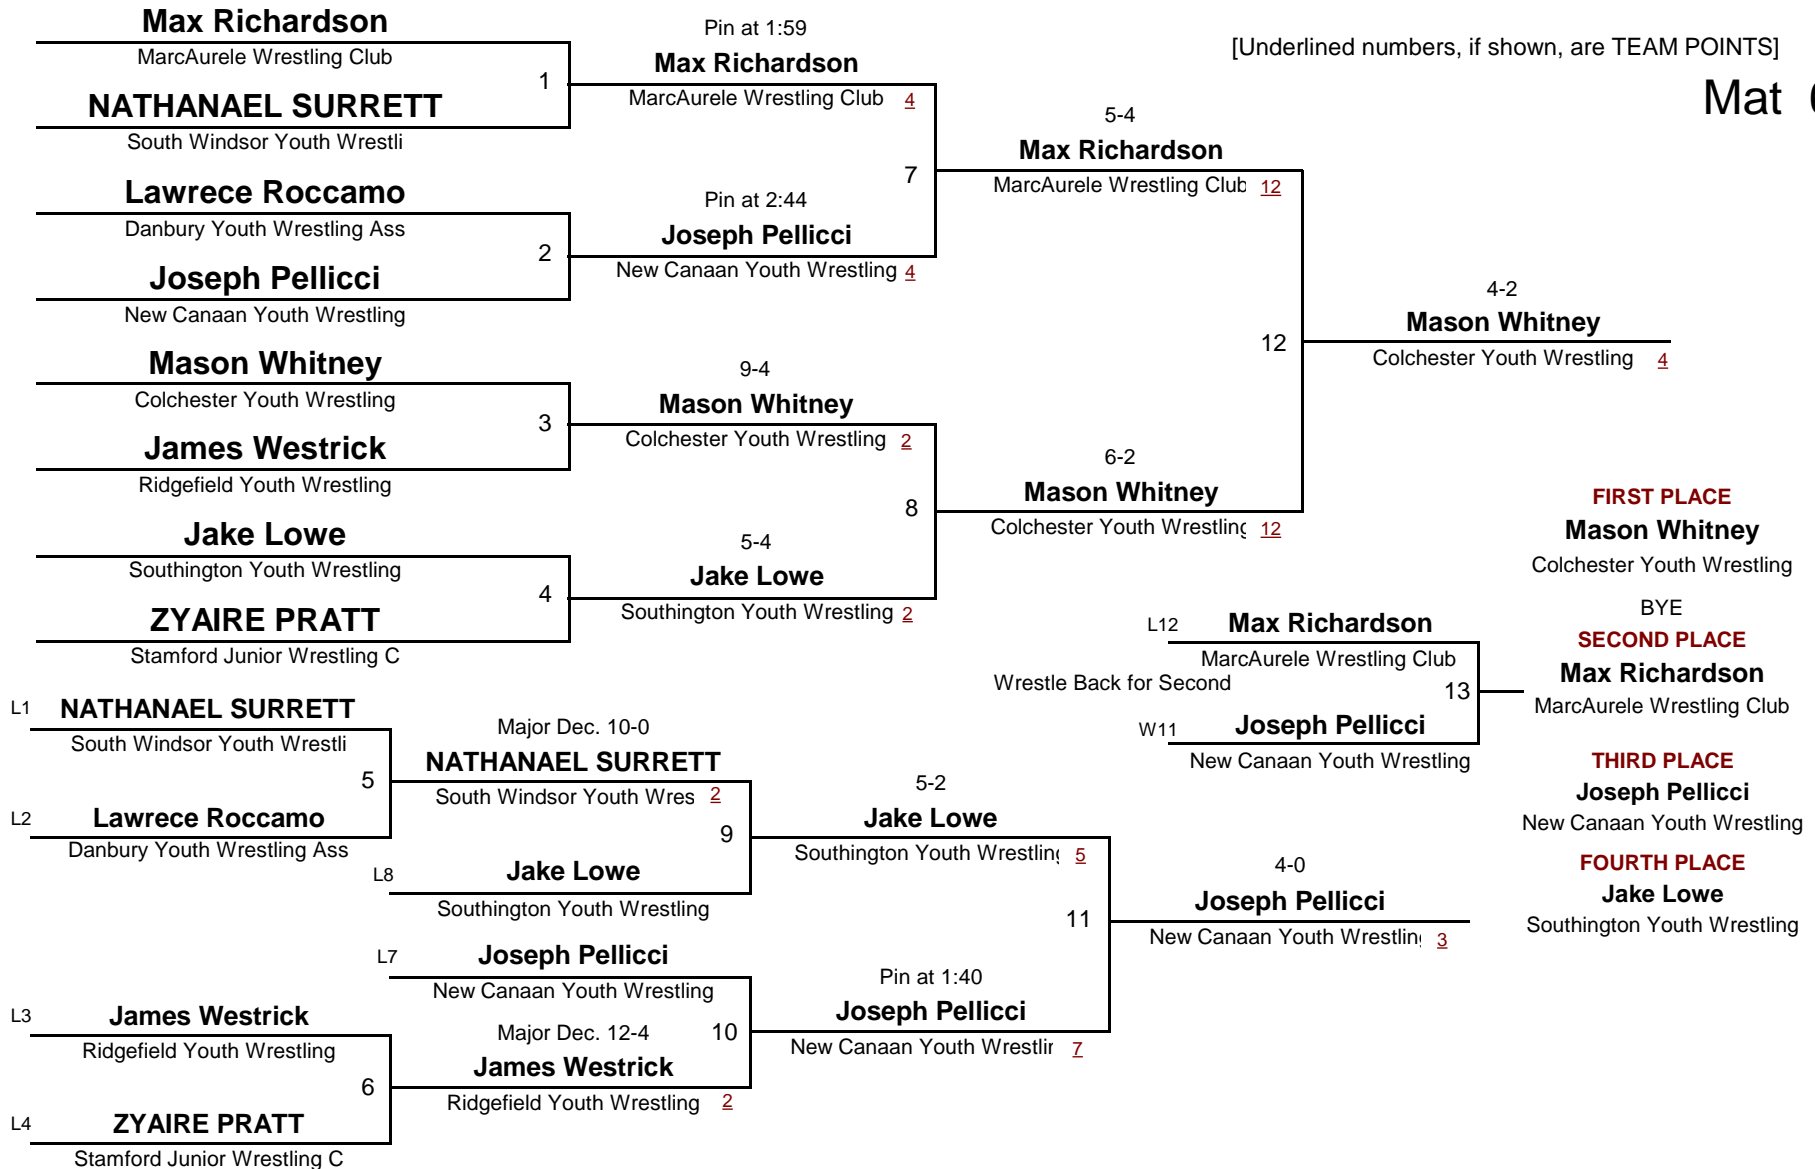 Max Richardson
MarcAurele Wrestling Club
1
NATHANAEL SURRETT
South Windsor Youth Wrestli
Lawrece Roccamo
Danbury Youth Wrestling Ass
2
Joseph Pellicci
New Canaan Youth Wrestling
Mason Whitney
Colchester Youth Wrestling
3
James Westrick
Ridgefield Youth Wrestling
Jake Lowe
Southington Youth Wrestling
4
ZYAIRE PRATT
Stamford Junior Wrestling C
Pin at 1:59
Max Richardson
MarcAurele Wrestling Club 4
7
Pin at 2:44
Joseph Pellicci
New Canaan Youth Wrestling 4
9-4
Mason Whitney
Colchester Youth Wrestling 2
8
5-4
Jake Lowe
Southington Youth Wrestling 2
[Underlined numbers, if shown, are TEAM POINTS]
Mat
5-4
Max Richardson
MarcAurele Wrestling Club 12
12
6-2
Mason Whitney
Colchester Youth Wrestling 12
4-2
Mason Whitney
Colchester Youth Wrestling 4
FIRST PLACE
Mason Whitney
Colchester Youth Wrestling
BYE
SECOND PLACE
Max Richardson
MarcAurele Wrestling Club
THIRD PLACE
Joseph Pellicci
New Canaan Youth Wrestling
FOURTH PLACE
Jake Lowe
Southington Youth Wrestling
L12 Max Richardson
MarcAurele Wrestling Club
Wrestle Back for Second
13
W11 Joseph Pellicci
New Canaan Youth Wrestling
L1 NATHANAEL SURRETT
South Windsor Youth Wrestli
5
L2 Lawrece Roccamo
Danbury Youth Wrestling Ass
L3 James Westrick
Ridgefield Youth Wrestling
6
L4 ZYAIRE PRATT
Stamford Junior Wrestling C
Major Dec. 10-0
NATHANAEL SURRETT
South Windsor Youth Wres 2
9
L8 Jake Lowe
Southington Youth Wrestling
L7 Joseph Pellicci
New Canaan Youth Wrestling
Major Dec. 12-4
10
James Westrick
Ridgefield Youth Wrestling 2
5-2
Jake Lowe
Southington Youth Wrestling 5
11
Pin at 1:40
Joseph Pellicci
New Canaan Youth Wrestlin 7
4-0
Joseph Pellicci
New Canaan Youth Wrestling 3